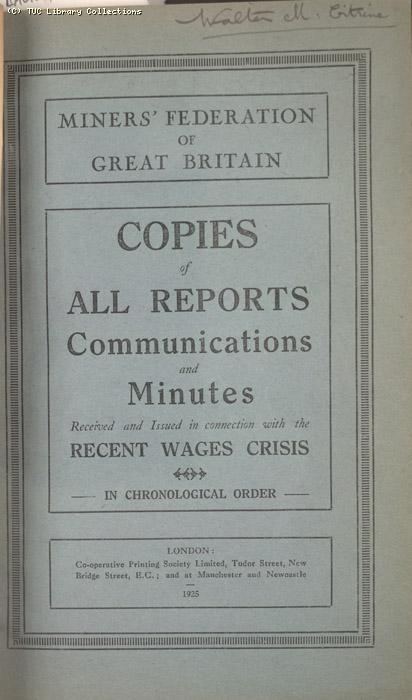 (C) TUC Library Collections
Walter M. Citrine
MINERS' FEDERATION
OF
GREAT BRITAIN
COPIES
of
ALL REPORTS
Communications
and
Minutes
Received and Issued in connection with the
RECENT WAGES CRISIS
IN CHRONOLOGICAL ORDER
LONDON:
Co-operative Printing Society Limited, Tudor Street, New
Bridge Street, E.C.; and at Manchester and Newcastle
1925